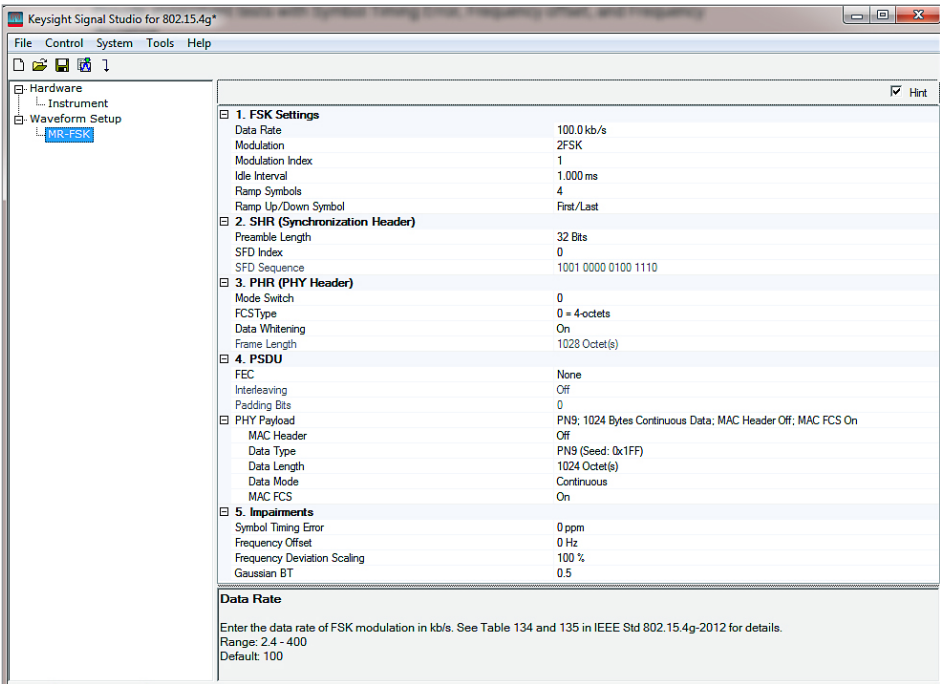 tests with Symbol Timing Error, Frequency Offset, and Frequency
Keysight Signal Studio for 802.15.4g*
File Control System Tools Help
Hardware
Instrument
Waveform Setup
MR-FSK
Hint
1. FSK Settings
Data Rate 100.0 kb/s
Modulation 2FSK
Modulation Index 1
Idle Interval 1.000 ms
Ramp Symbols 4
Ramp Up/Down Symbol First/Last
2. SHR (Synchronization Header)
Preamble Length 32 Bits
SFD Index 0
SFD Sequence 1001 0000 0100 1110
3. PHR (PHY Header)
Mode Switch 0
FCSType 0 = 4-octets
Data Whitening On
Frame Length 1028 Octet(s)
4. PSDU
FEC None
Interleaving Off
Padding Bits 0
PHY Payload PN9; 1024 Bytes Continuous Data; MAC Header Off; MAC FCS On
MAC Header Off
Data Type PN9 (Seed: 0x1FF)
Data Length 1024 Octet(s)
Data Mode Continuous
MAC FCS On
5. Impairments
Symbol Timing Error 0 ppm
Frequency Offset 0 Hz
Frequency Deviation Scaling 100 %
Gaussian BT 0.5
Data Rate
Enter the data rate of FSK modulation in kb/s. See Table 134 and 135 in IEEE Std 802.15.4g-2012 for details.
Range: 2.4 - 400
Default: 100